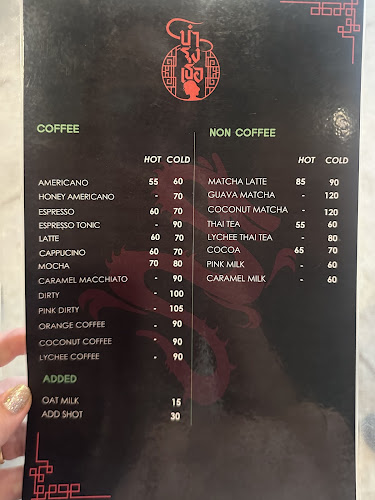 COFFEE
HOT COLD
AMERICANO 55 60
HONEY AMERICANO - 70
ESPRESSO 60 70
ESPRESSO TONIC - 90
LATTE 60 70
CAPPUCINO 60 70
MOCHA 70 80
CARAMEL MACCHIATO - 90
DIRTY - 100
PINK DIRTY - 105
ORANGE COFFEE - 90
COCONUT COFFEE - 90
LYCHEE COFFEE - 90
ADDED
OAT MILK 15
ADD SHOT 30
NON COFFEE
HOT COLD
MATCHA LATTE 85 90
GUAVA MATCHA - 120
COCONUT MATCHA - 120
THAI TEA 55 60
LYCHEE THAI TEA - 80
COCOA 65 70
PINK MILK - 60
CARAMEL MILK - 60